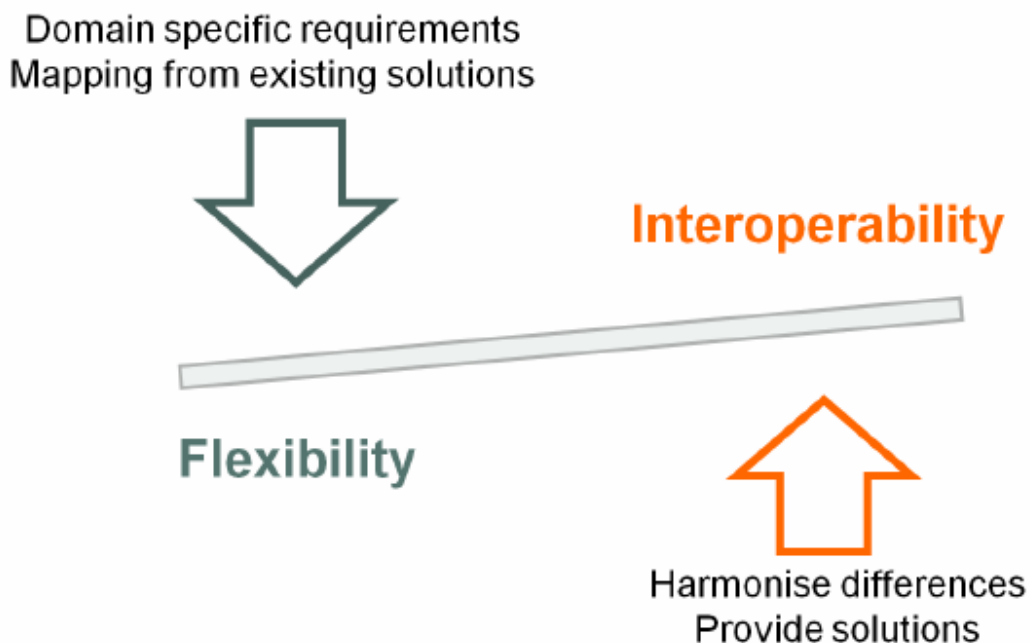 Domain specific requirements
Mapping from existing solutions
Interoperability
Flexibility
Harmonise differences
Provide solutions